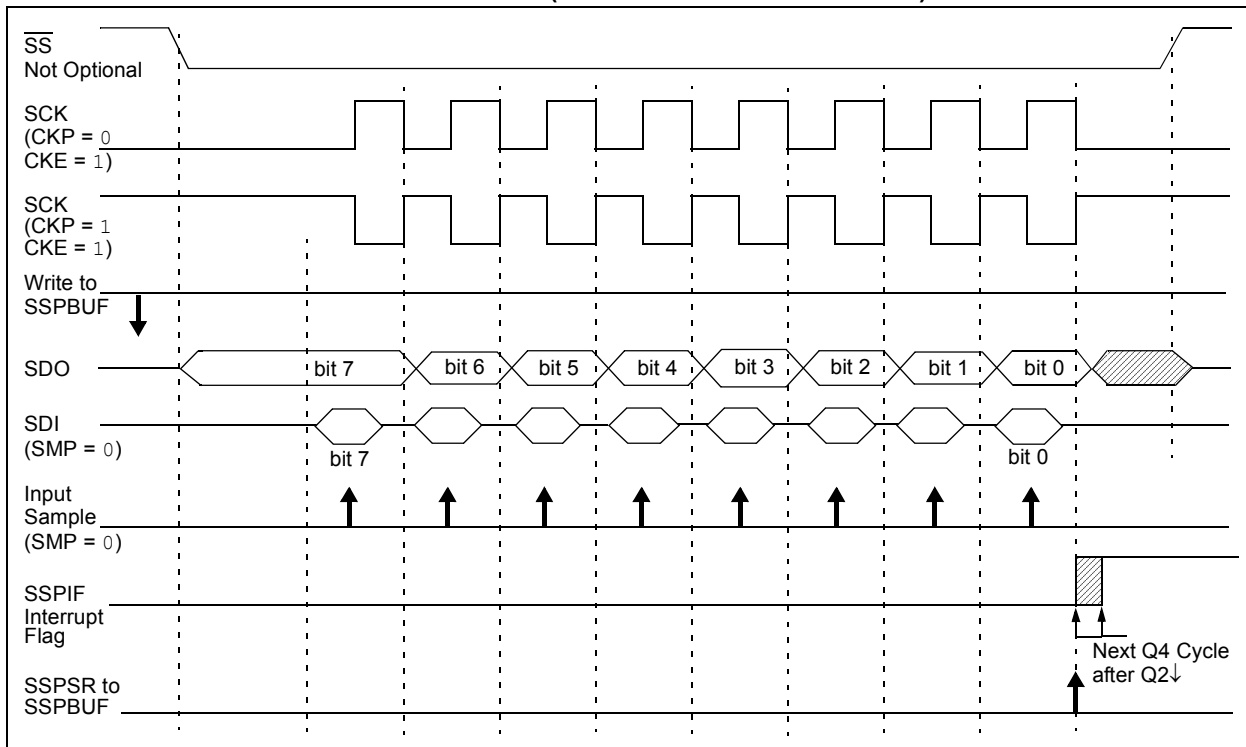 SS
Not Optional
SCK
(CKP = 0
CKE = 1)
SCK
(CKP = 1
CKE = 1)
Write to
SSPBUF
SDO
bit 7 bit 6 bit 5 bit 4 bit 3 bit 2 bit 1 bit 0
SDI
(SMP = 0)
bit 7 bit 0
Input
Sample
(SMP = 0)
SSPIF
Interrupt
Flag
Next Q4 Cycle
after Q2↓
SSPSR to
SSPBUF